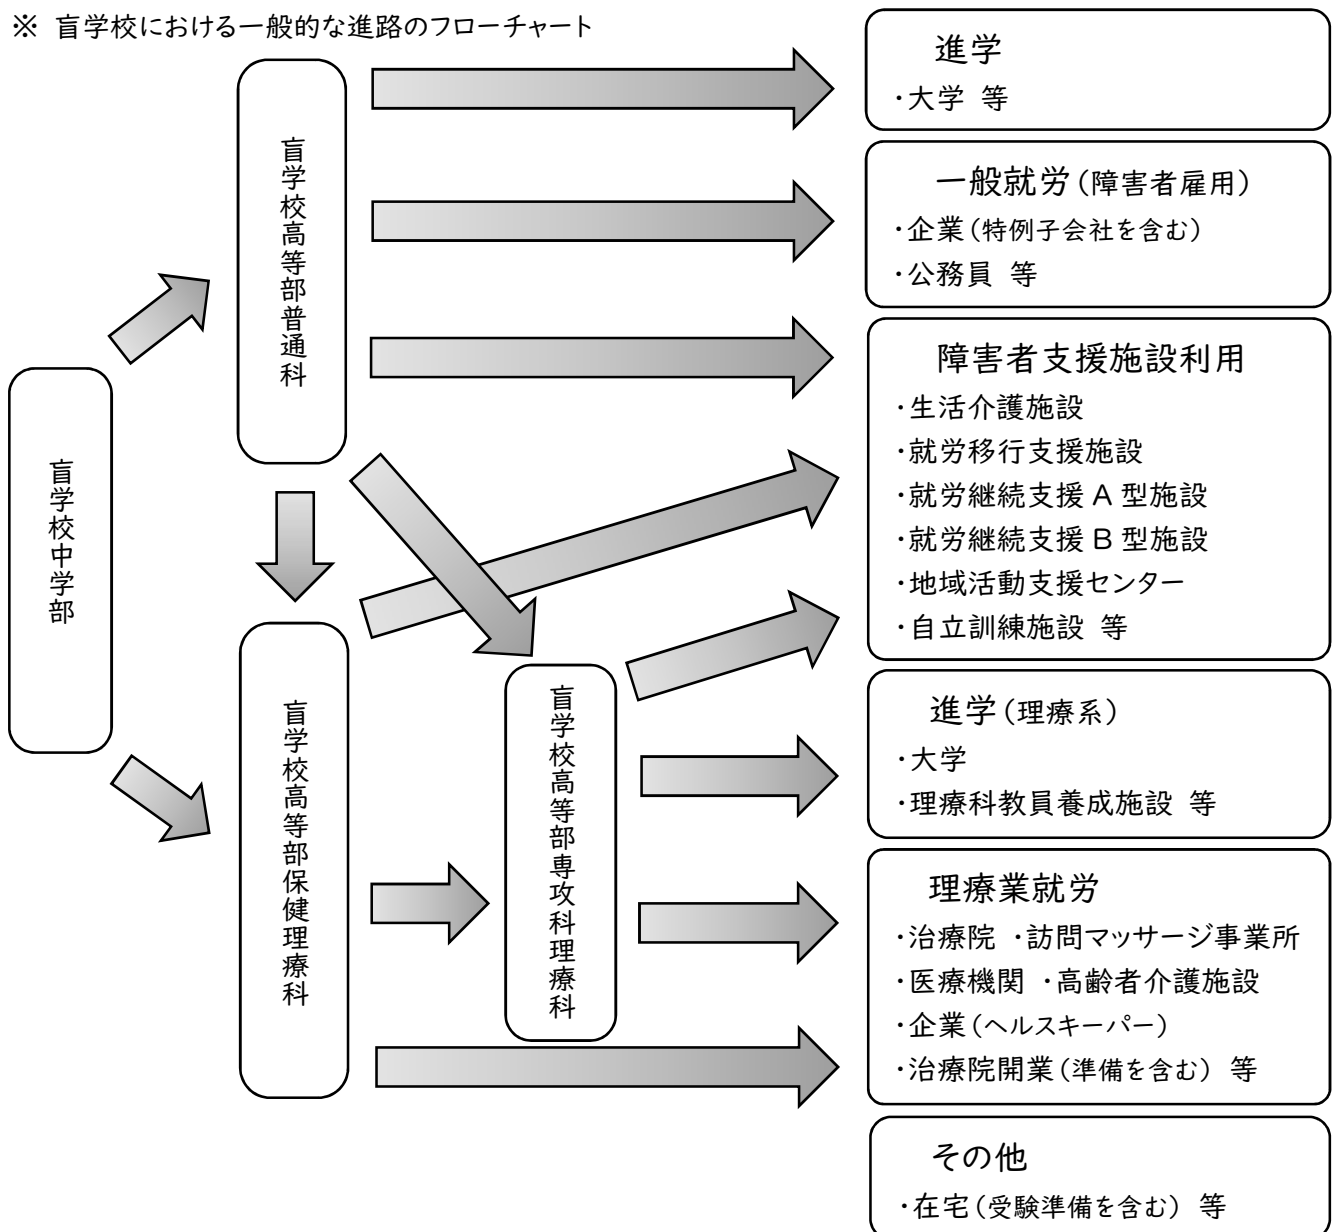 ※ 盲学校における一般的な進路のフローチャート
盲学校中学部
盲学校高等部普通科
盲学校高等部保健理療科
盲学校高等部専攻科理療科
進学
・大学 等
一般就労(障害者雇用)
・企業(特例子会社を含む)
・公務員 等
障害者支援施設利用
・生活介護施設
・就労移行支援施設
・就労継続支援 A 型施設
・就労継続支援 B 型施設
・地域活動支援センター
・自立訓練施設 等
進学(理療系)
・大学
・理療科教員養成施設 等
理療業就労
・治療院 ・訪問マッサージ事業所
・医療機関 ・高齢者介護施設
・企業(ヘルスキーパー)
・治療院開業(準備を含む) 等
その他
・在宅(受験準備を含む) 等